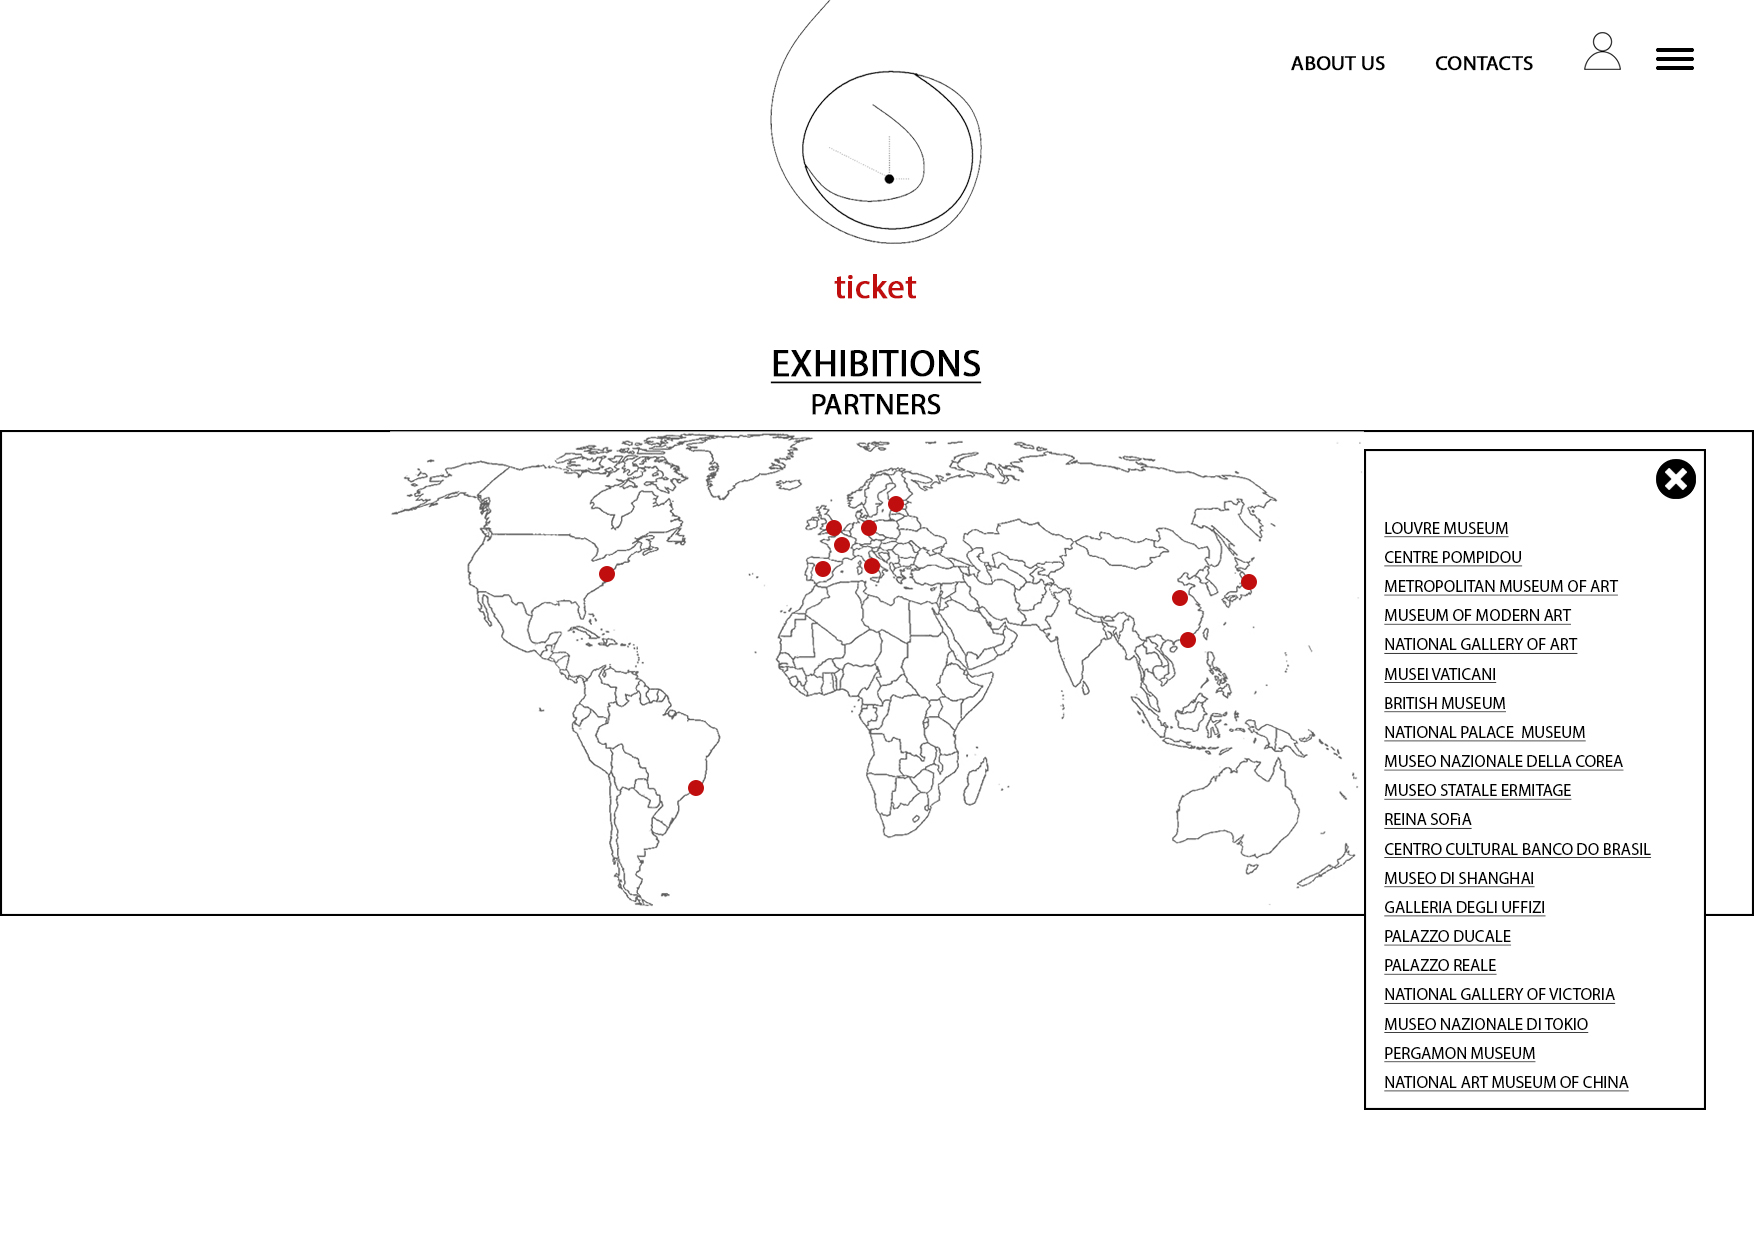 ABOUT US
CONTACTS
ticket
EXHIBITIONS
PARTNERS
LOUVRE MUSEUM
CENTRE POMPIDOU
METROPOLITAN MUSEUM OF ART
MUSEUM OF MODERN ART
NATIONAL GALLERY OF ART
MUSEI VATICANI
BRITISH MUSEUM
NATIONAL PALACE  MUSEUM
MUSEO NAZIONALE DELLA COREA
MUSEO STATALE ERMITAGE
REINA SOFìA
CENTRO CULTURAL BANCO DO BRASIL
MUSEO DI SHANGHAI
GALLERIA DEGLI UFFIZI
PALAZZO DUCALE
PALAZZO REALE
NATIONAL GALLERY OF VICTORIA
MUSEO NAZIONALE DI TOKIO
PERGAMON MUSEUM
NATIONAL ART MUSEUM OF CHINA